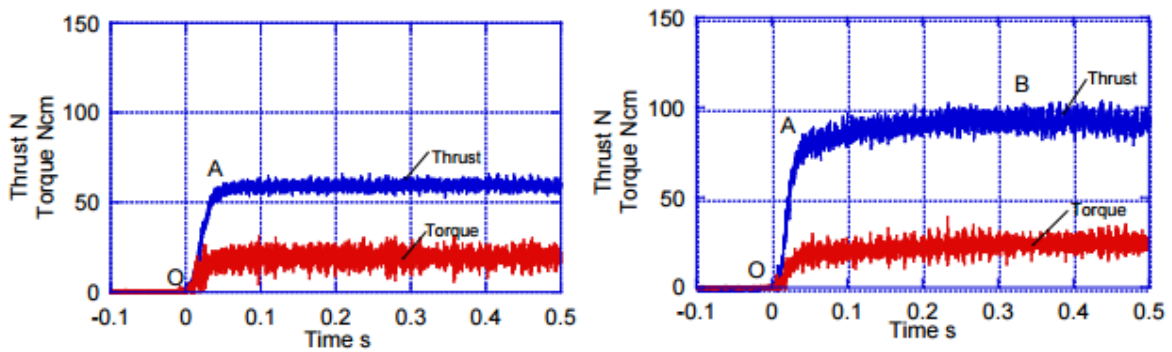 150
Thrust N
Torque Ncm
100
A
Thrust
50
Torque
O
0
-0.1 0 0.1 0.2 0.3 0.4 0.5
Time s
150
Thrust N
Torque Ncm
B
Thrust
100
A
50
Torque
O
0
-0.1 0 0.1 0.2 0.3 0.4 0.5
Time s